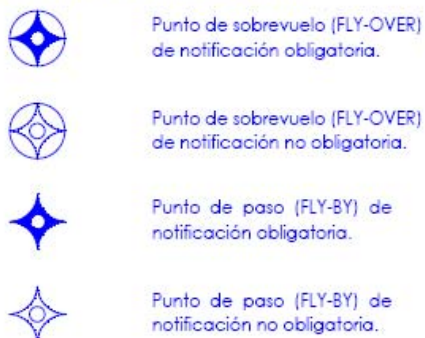 Punto de sobrevuelo (FLY-OVER)
de notificación obligatoria.
Punto de sobrevuelo (FLY-OVER)
de notificación no obligatoria.
Punto de paso (FLY-BY) de
notificación obligatoria.
Punto de paso (FLY-BY) de
notificación no obligatoria.